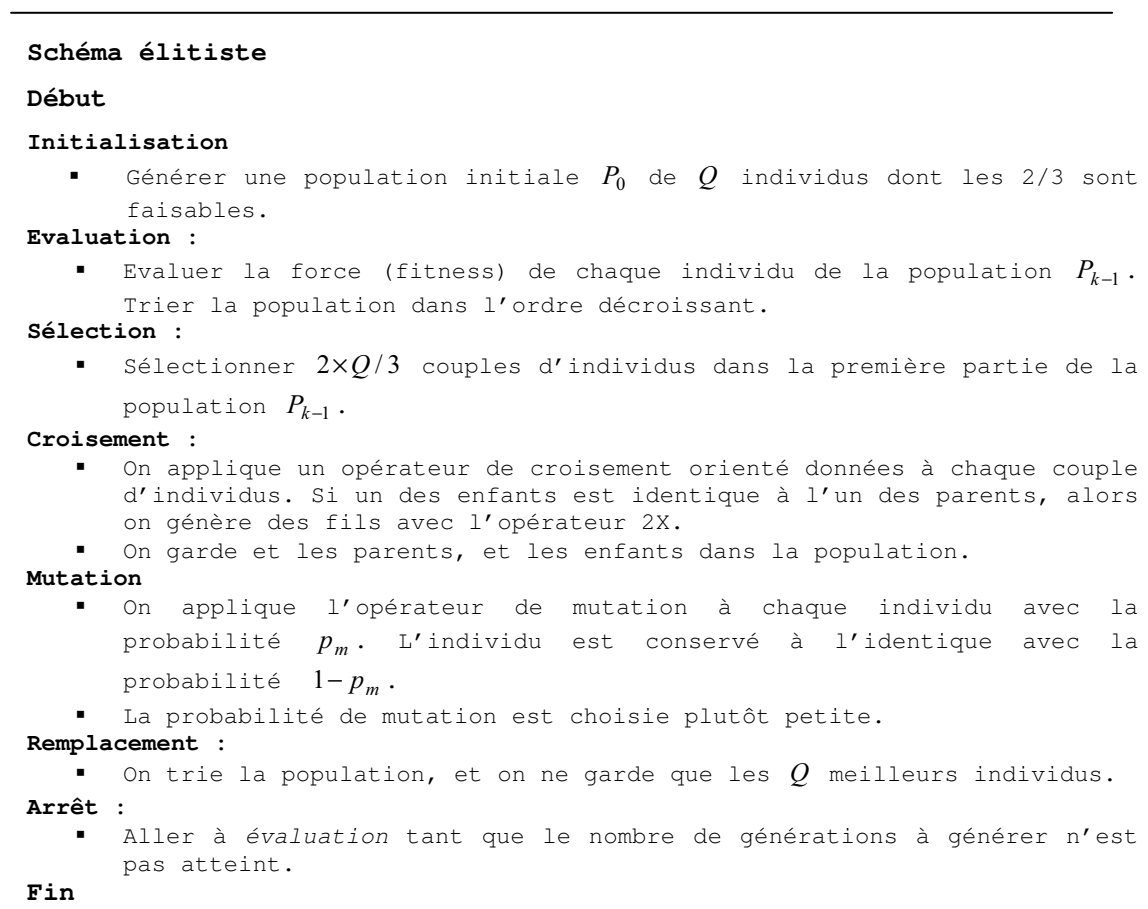 Schéma élitiste
Début
Initialisation
▪ Générer une population initiale P₀ de Q individus dont les 2/3 sont
faisables.
Evaluation :
▪ Evaluer la force (fitness) de chaque individu de la population Pₖ₋₁.
Trier la population dans l’ordre décroissant.
Sélection :
▪ Sélectionner 2×Q/3 couples d’individus dans la première partie de la
population Pₖ₋₁.
Croisement :
▪ On applique un opérateur de croisement orienté données à chaque couple
d’individus. Si un des enfants est identique à l’un des parents, alors
on génère des fils avec l’opérateur 2X.
▪ On garde et les parents, et les enfants dans la population.
Mutation
▪ On applique l’opérateur de mutation à chaque individu avec la
probabilité pₘ. L’individu est conservé à l’identique avec la
probabilité 1−pₘ.
▪ La probabilité de mutation est choisie plutôt petite.
Remplacement :
▪ On trie la population, et on ne garde que les Q meilleurs individus.
Arrêt :
▪ Aller à évaluation tant que le nombre de générations à générer n’est
pas atteint.
Fin